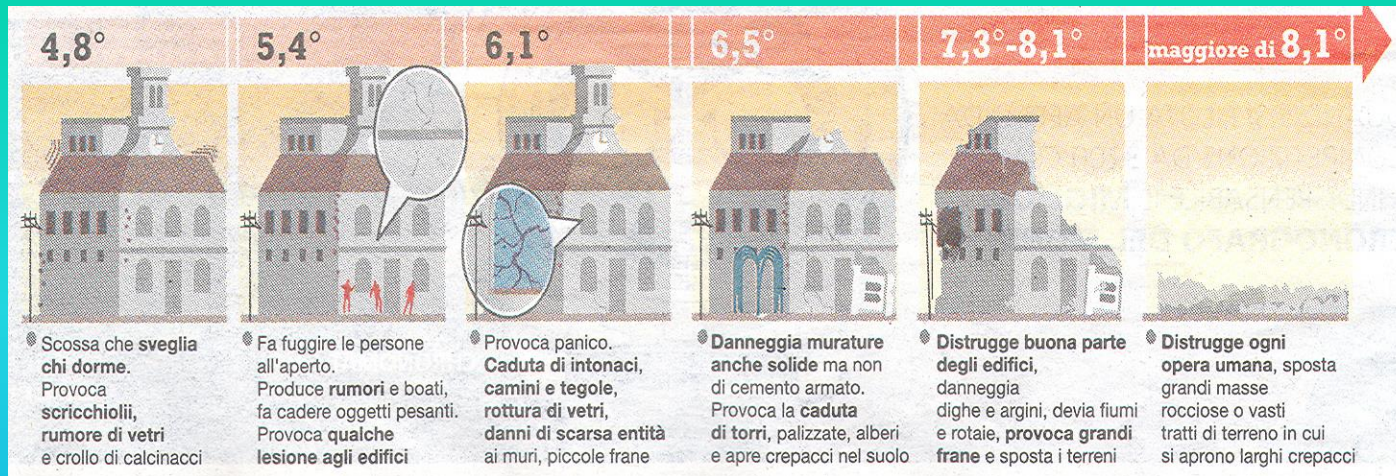 4,8°
5,4°
6,1°
6,5°
7,3°-8,1°
maggiore di 8,1°
Scossa che sveglia
chi dorme.
Provoca
scricchiolii,
rumore di vetri
e crollo di calcinacci
Fa fuggire le persone
all'aperto.
Produce rumori e boati,
fa cadere oggetti pesanti.
Provoca qualche
lesione agli edifici
Provoca panico.
Caduta di intonaci,
camini e tegole,
rottura di vetri,
danni di scarsa entità
ai muri, piccole frane
Danneggia murature
anche solide ma non
di cemento armato.
Provoca la caduta
di torri, palizzate, alberi
e apre crepacci nel suolo
Distrugge buona parte
degli edifici,
danneggia
dighe e argini, devia fiumi
e rotaie, provoca grandi
frane e sposta i terreni
Distrugge ogni
opera umana, sposta
grandi masse
rocciose o vasti
tratti di terreno in cui
si aprono larghi crepacci